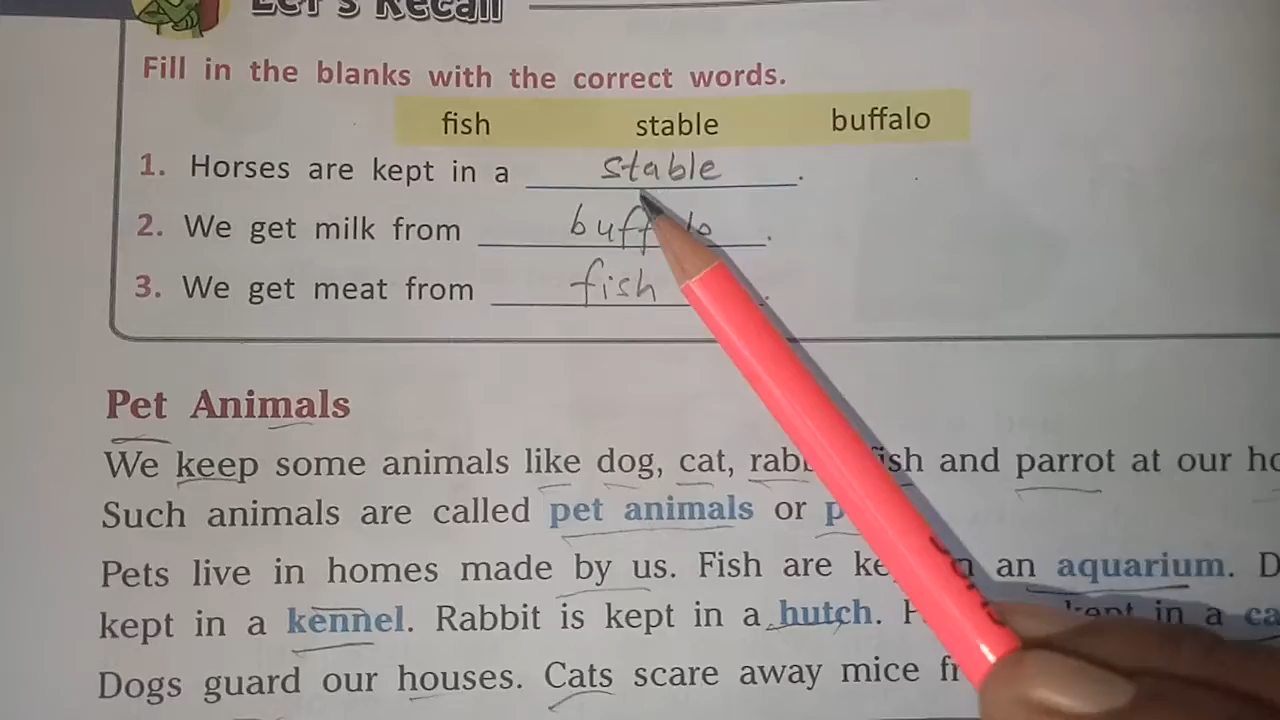 Let's Recall
Fill in the blanks with the correct words.
fish stable buffalo
1. Horses are kept in a stable.
2. We get milk from buffalo.
3. We get meat from fish.
Pet Animals
We keep some animals like dog, cat, fish and parrot at our
Such animals are called pet animals or
Pets live in homes made by us. Fish are an aquarium.
kept in a kennel. Rabbit is kept in a hutch. kept in a
Dogs guard our houses. Cats scare away mice